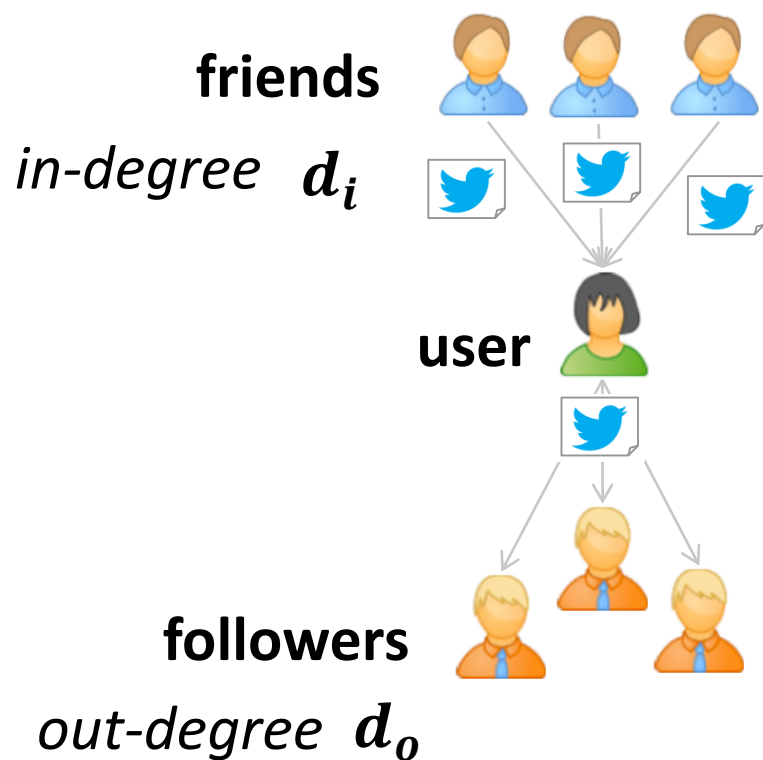 friends
in-degree d_i
user
followers
out-degree d_o